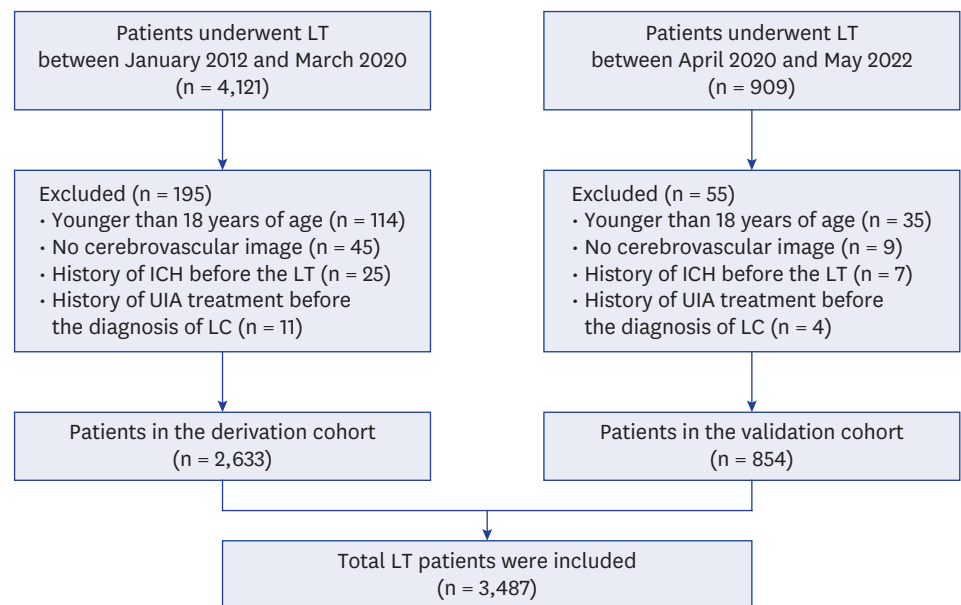 Patients underwent LT
between January 2012 and March 2020
(n = 4,121)
Patients underwent LT
between April 2020 and May 2022
(n = 909)
Excluded (n = 195)
· Younger than 18 years of age (n = 114)
· No cerebrovascular image (n = 45)
· History of ICH before the LT (n = 25)
· History of UIA treatment before
the diagnosis of LC (n = 11)
Excluded (n = 55)
· Younger than 18 years of age (n = 35)
· No cerebrovascular image (n = 9)
· History of ICH before the LT (n = 7)
· History of UIA treatment before
the diagnosis of LC (n = 4)
Patients in the derivation cohort
(n = 2,633)
Patients in the validation cohort
(n = 854)
Total LT patients were included
(n = 3,487)